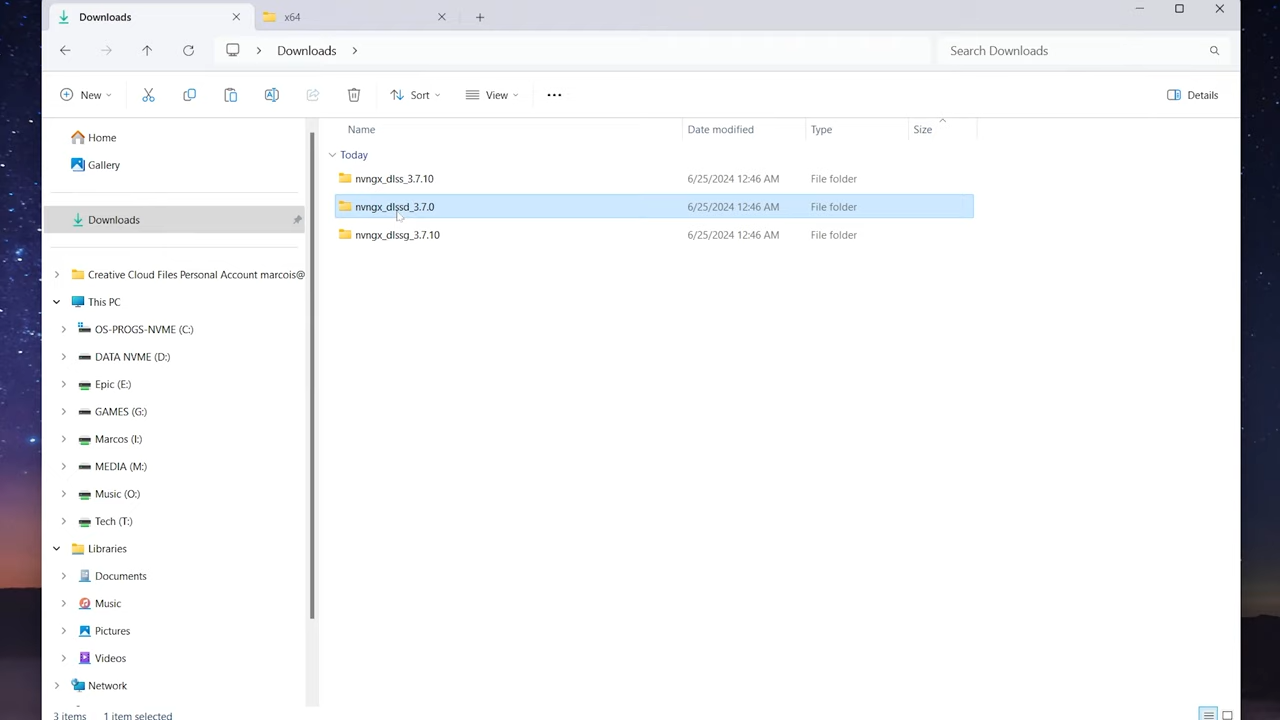 Downloads
x64
Downloads
Search Downloads
New
Sort
View
Details
Name
Date modified
Type
Size
Today
nvngx_dlss_3.7.10
6/25/2024 12:46 AM
File folder
nvngx_dlssd_3.7.0
6/25/2024 12:46 AM
File folder
nvngx_dlssg_3.7.10
6/25/2024 12:46 AM
File folder
Home
Gallery
Downloads
Creative Cloud Files Personal Account marcois@
This PC
OS-PROGS-NVME (C:)
DATA NVME (D:)
Epic (E:)
GAMES (G:)
Marcos (I:)
MEDIA (M:)
Music (O:)
Tech (T:)
Libraries
Documents
Music
Pictures
Videos
Network
3 items
1 item selected